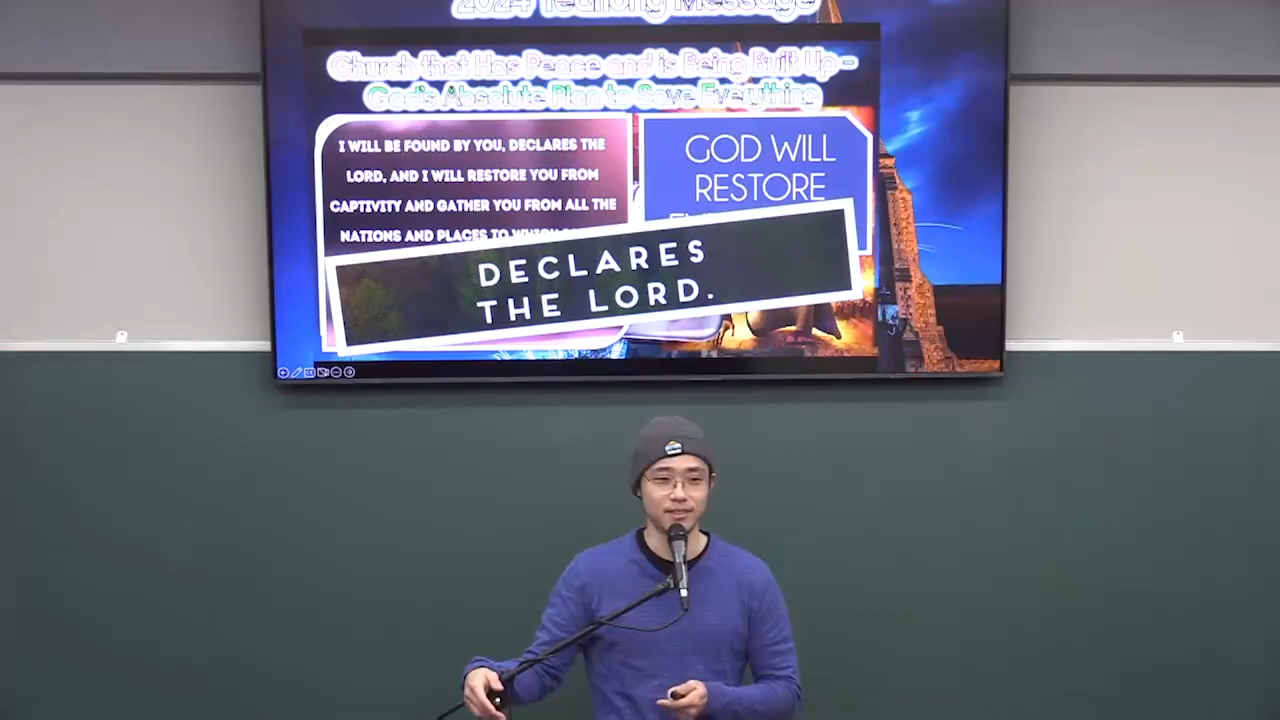 2024 Yearlong Message
Church that Has Peace and is Being Built Up -
God's Absolute Plan to Save Everything
I WILL BE FOUND BY YOU, DECLARES THE
LORD, AND I WILL RESTORE YOU FROM
CAPTIVITY AND GATHER YOU FROM ALL THE
NATIONS AND PLACES TO WHICH
GOD WILL
RESTORE
DECLARES
THE LORD.